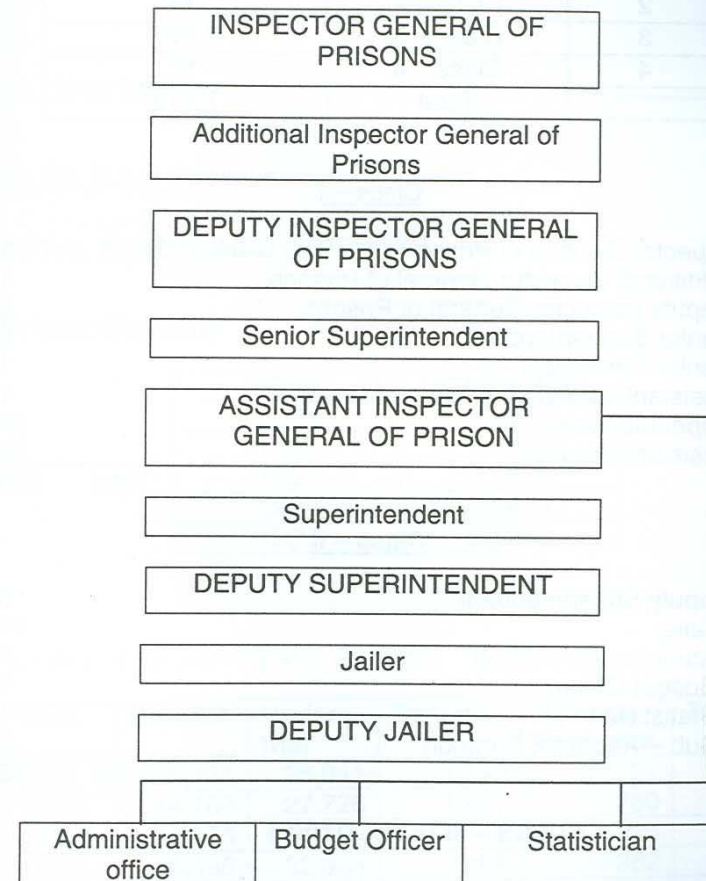 INSPECTOR GENERAL OF
PRISONS
Additional Inspector General of
Prisons
DEPUTY INSPECTOR GENERAL
OF PRISONS
Senior Superintendent
ASSISTANT INSPECTOR
GENERAL OF PRISON
Superintendent
DEPUTY SUPERINTENDENT
Jailer
DEPUTY JAILER
Administrative
office
Budget Officer
Statistician